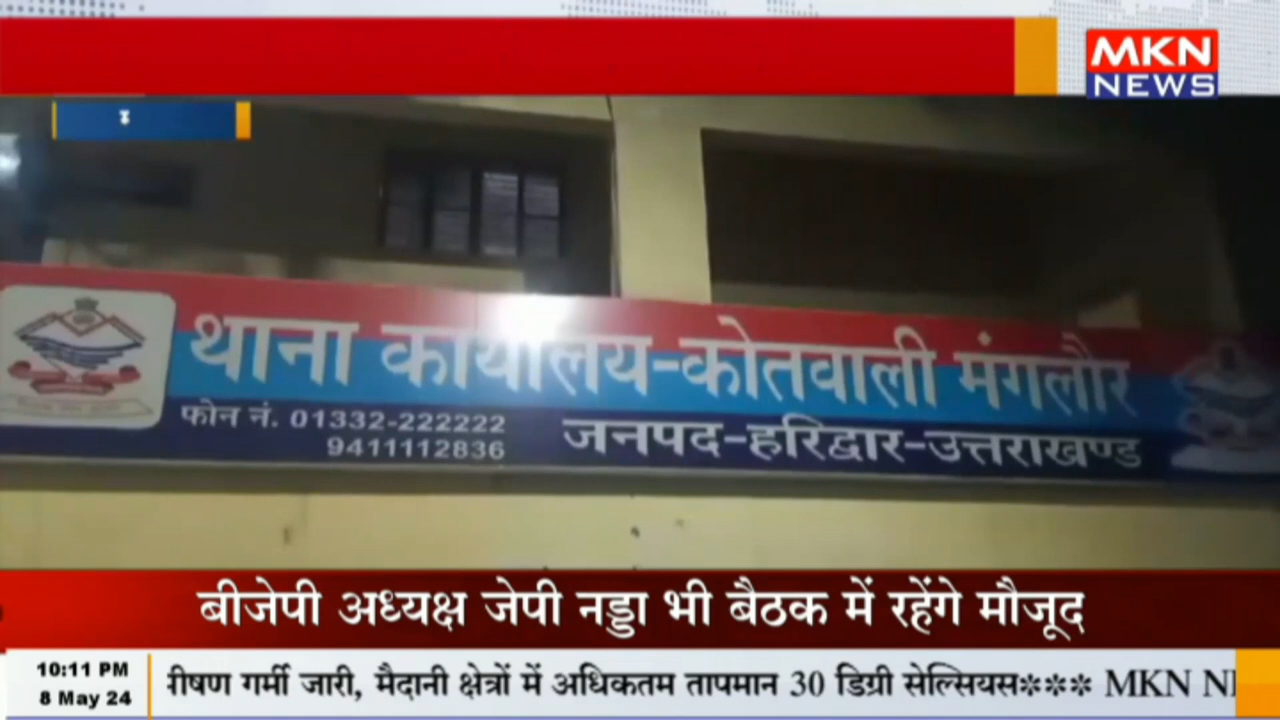 MKN
NEWS
थाना कार्यालय-कोतवाली मंगलौर
फोन नं. 01332-222222
9411112836
जनपद-हरिद्वार-उत्तराखण्ड
बीजेपी अध्यक्ष जेपी नड्डा भी बैठक में रहेंगे मौजूद
10:11 PM
8 May 24
गर्मी जारी, मैदानी क्षेत्रों में अधिकतम तापमान 30 डिग्री सेल्सियस*** MKN